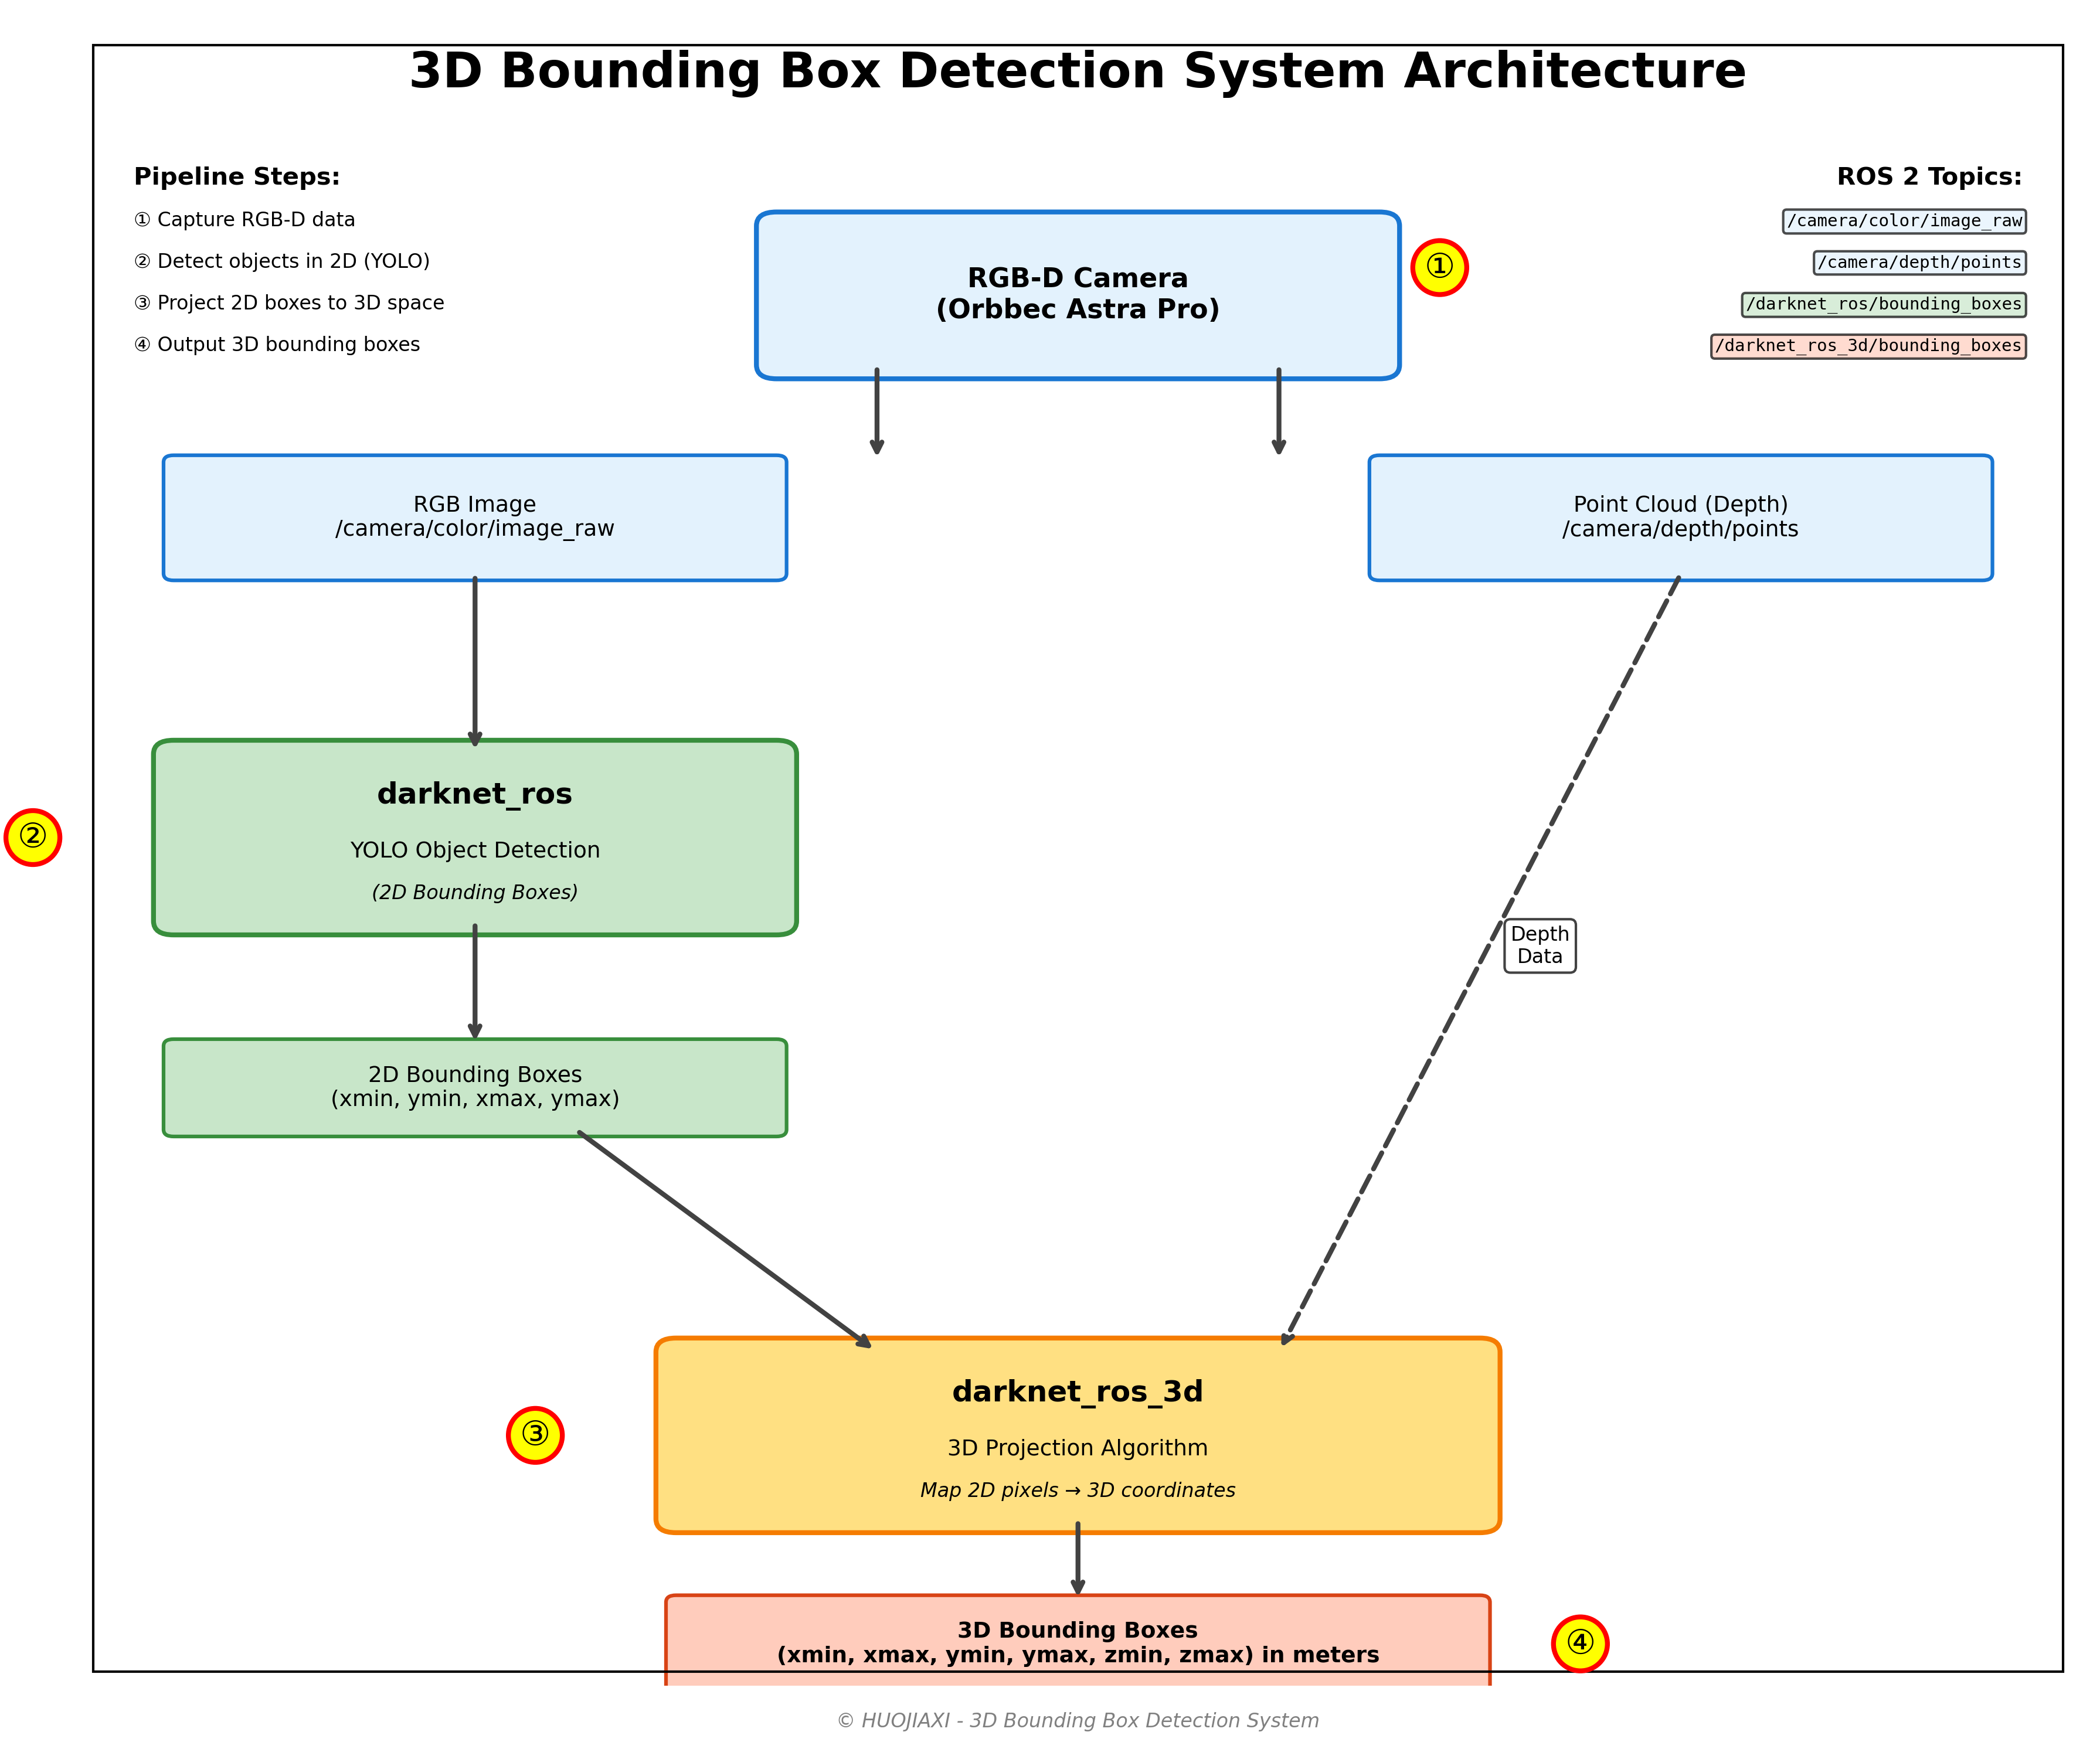 3D Bounding Box Detection System Architecture
Pipeline Steps:
① Capture RGB-D data
② Detect objects in 2D (YOLO)
③ Project 2D boxes to 3D space
④ Output 3D bounding boxes
ROS 2 Topics:
/camera/color/image_raw
/camera/depth/points
/darknet_ros/bounding_boxes
/darknet_ros_3d/bounding_boxes
RGB-D Camera
(Orbbec Astra Pro)
①
RGB Image
/camera/color/image_raw
Point Cloud (Depth)
/camera/depth/points
②
darknet_ros
YOLO Object Detection
(2D Bounding Boxes)
Depth
Data
2D Bounding Boxes
(xmin, ymin, xmax, ymax)
③
darknet_ros_3d
3D Projection Algorithm
Map 2D pixels → 3D coordinates
3D Bounding Boxes
(xmin, xmax, ymin, ymax, zmin, zmax) in meters
④
© HUOJIAXI - 3D Bounding Box Detection System